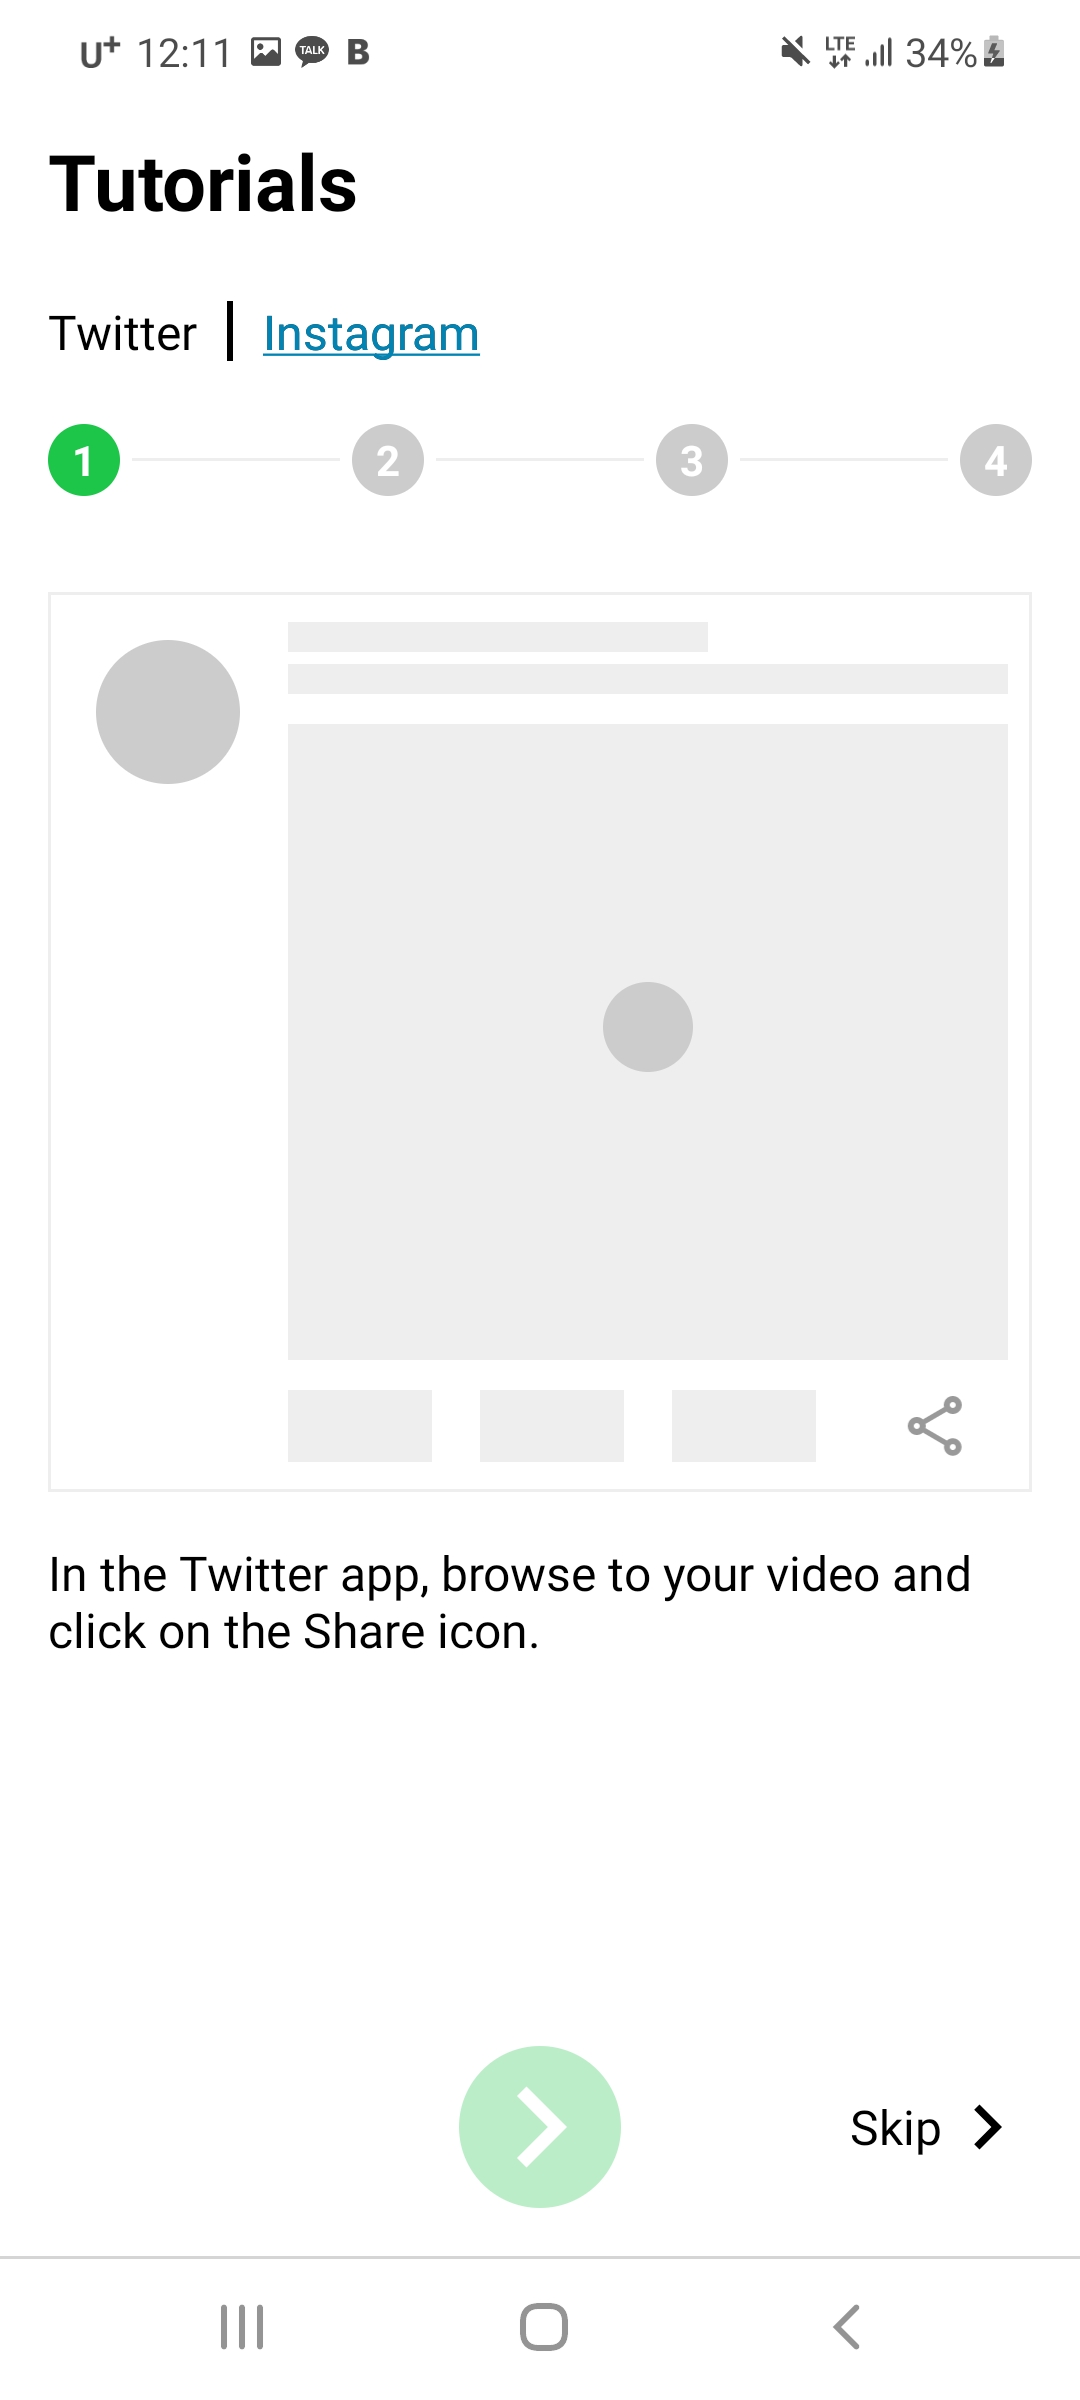 U+ 12:11 TALK B LTE 34%
Tutorials
Twitter | Instagram
1 2 3 4
In the Twitter app, browse to your video and
click on the Share icon.
Skip